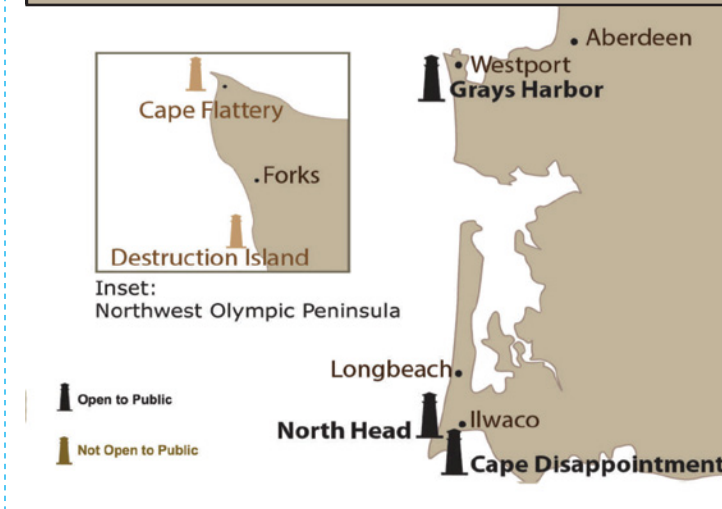 Aberdeen
Westport
Grays Harbor
Cape Flattery
Forks
Destruction Island
Inset:
Northwest Olympic Peninsula
Longbeach
Open to Public
North Head
Ilwaco
Not Open to Public
Cape Disappointment